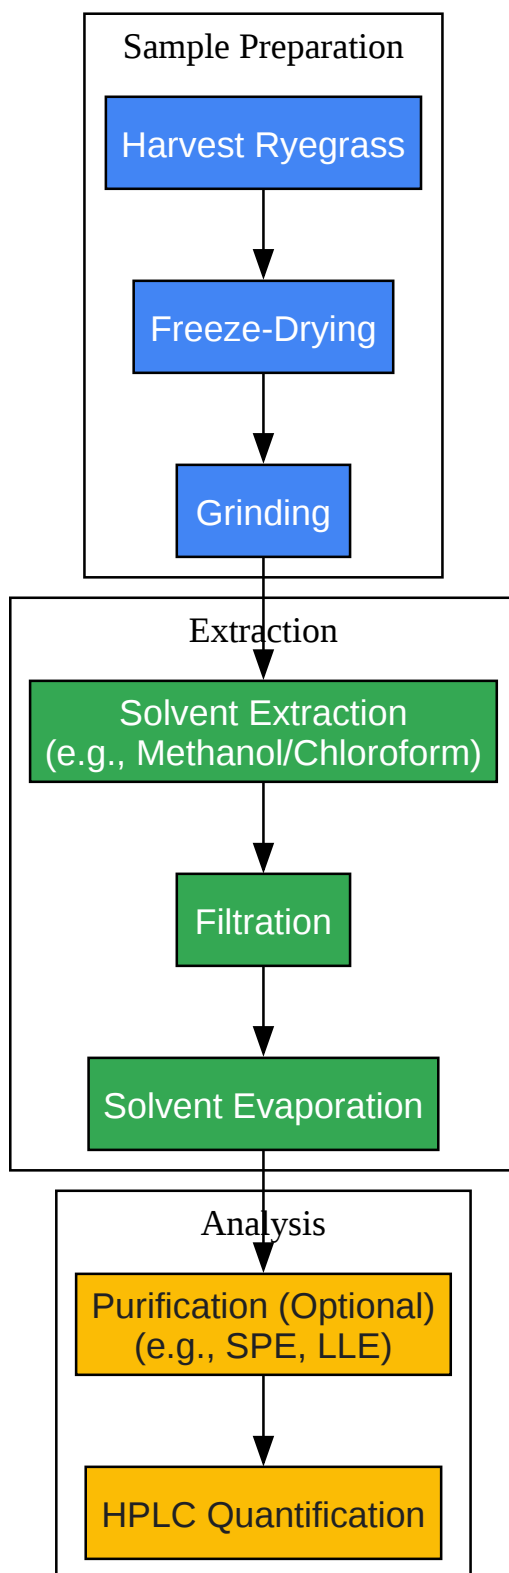 Sample Preparation
Harvest Ryegrass
Freeze-Drying
Grinding
Extraction
Solvent Extraction
(e.g., Methanol/Chloroform)
Filtration
Solvent Evaporation
Analysis
Purification (Optional)
(e.g., SPE, LLE)
HPLC Quantification